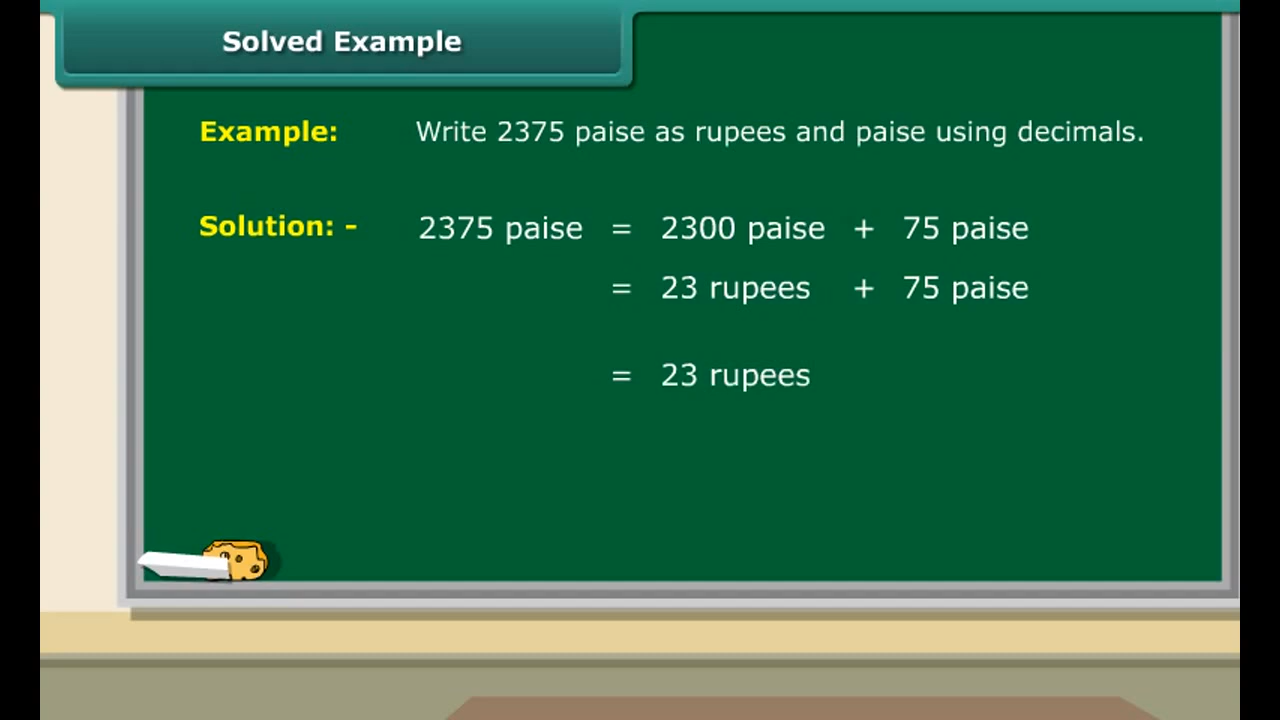 Solved Example
Example: Write 2375 paise as rupees and paise using decimals.
Solution: - 2375 paise = 2300 paise + 75 paise
= 23 rupees + 75 paise
= 23 rupees